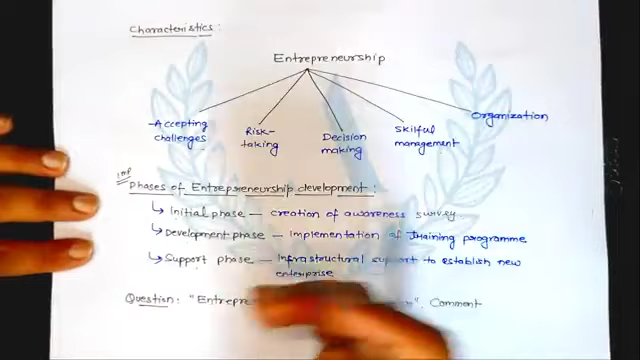 Characteristics :
Entrepreneurship
- Accepting challenges
Risk-taking
Decision making
Skilful management
Organization
Imp
Phases of Entrepreneurship development :
↳ Initial phase — creation of awareness survey
↳ Development phase — implementation of training programme
↳ Support phase — Infrastructural support to establish new
enterprise
Question : "Entrepre ". Comment